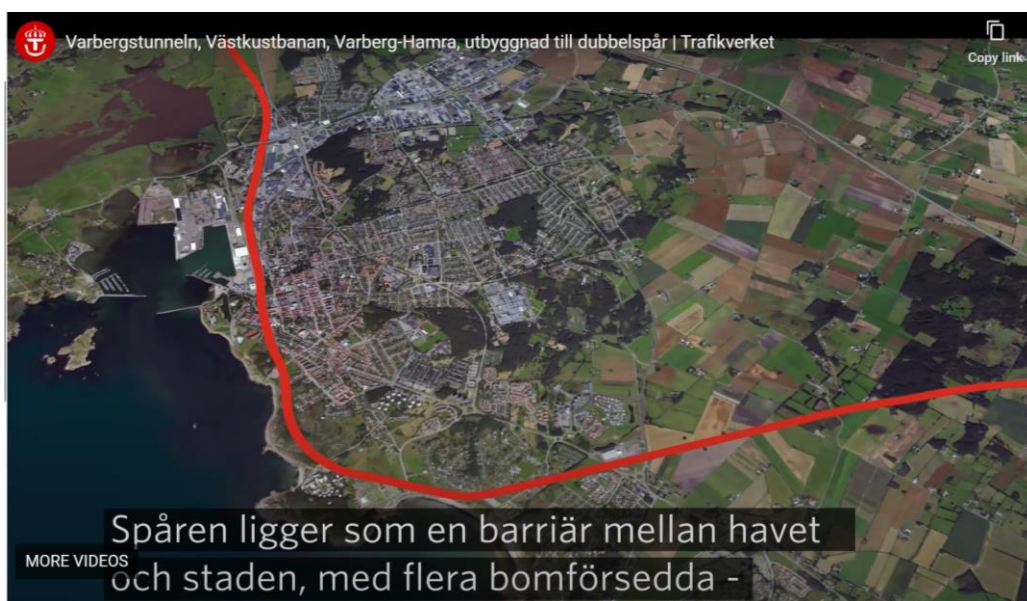 Varbergstunneln, Västkustbanan, Varberg-Hamra, utbyggnad till dubbelspår | Trafikverket
Copy link
Spåren ligger som en barriär mellan havet
MORE VIDEOS
och staden, med flera bomförsedda -